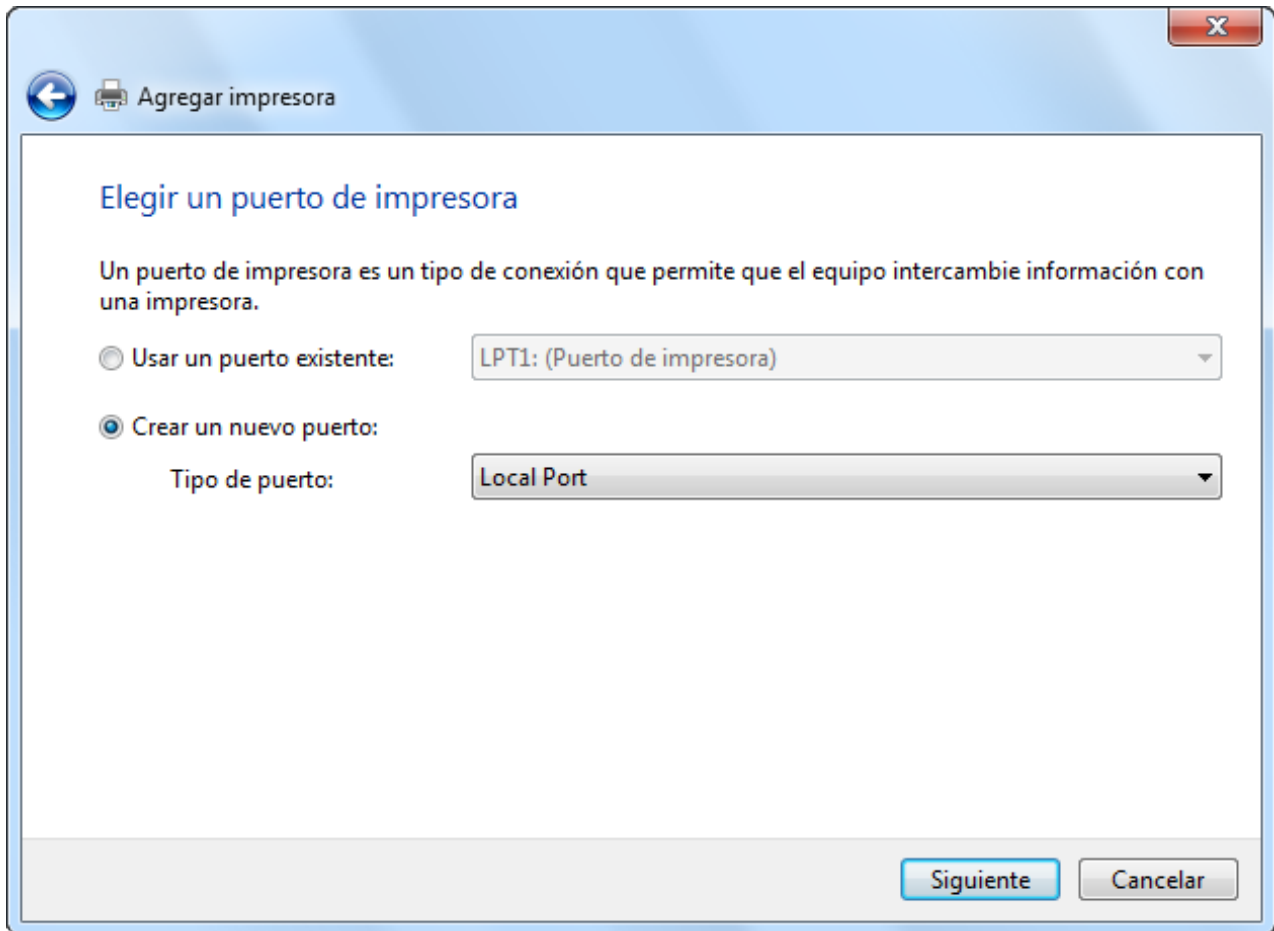 Agregar impresora
Elegir un puerto de impresora
Un puerto de impresora es un tipo de conexión que permite que el equipo intercambie información con
una impresora.
Usar un puerto existente: LPT1: (Puerto de impresora)
Crear un nuevo puerto:
Tipo de puerto: Local Port
Siguiente Cancelar